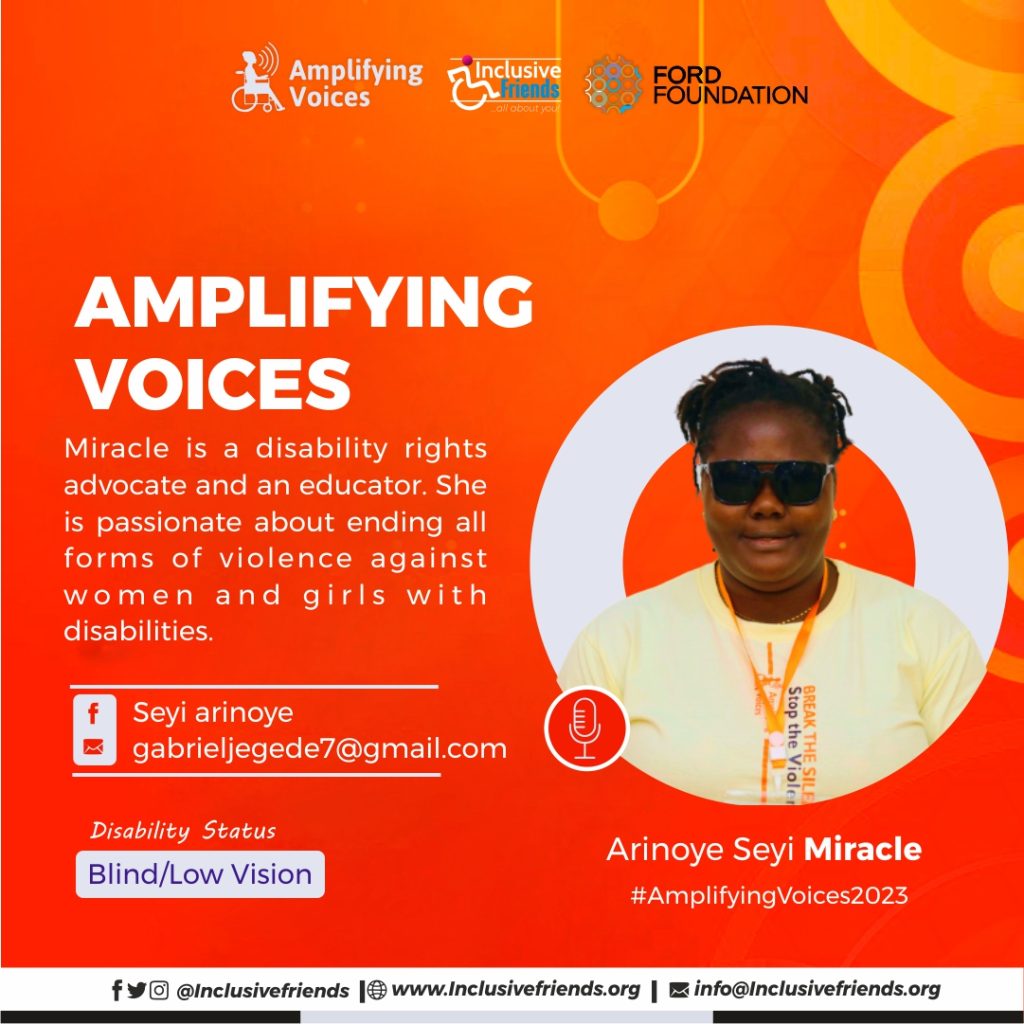 Amplifying
Voices
Inclusive
Friends
...all about you!
FORD
FOUNDATION
AMPLIFYING
VOICES
Miracle is a disability rights
advocate and an educator. She
is passionate about ending all
forms of violence against
women and girls with
disabilities.
Seyi arinoye
gabrieljegede7@gmail.com
Disability Status
Blind/Low Vision
BREAK THE SILE
Stop the Violen
Arinoye Seyi Miracle
#AmplifyingVoices2023
@Inclusivefriends | www.Inclusivefriends.org | info@Inclusivefriends.org